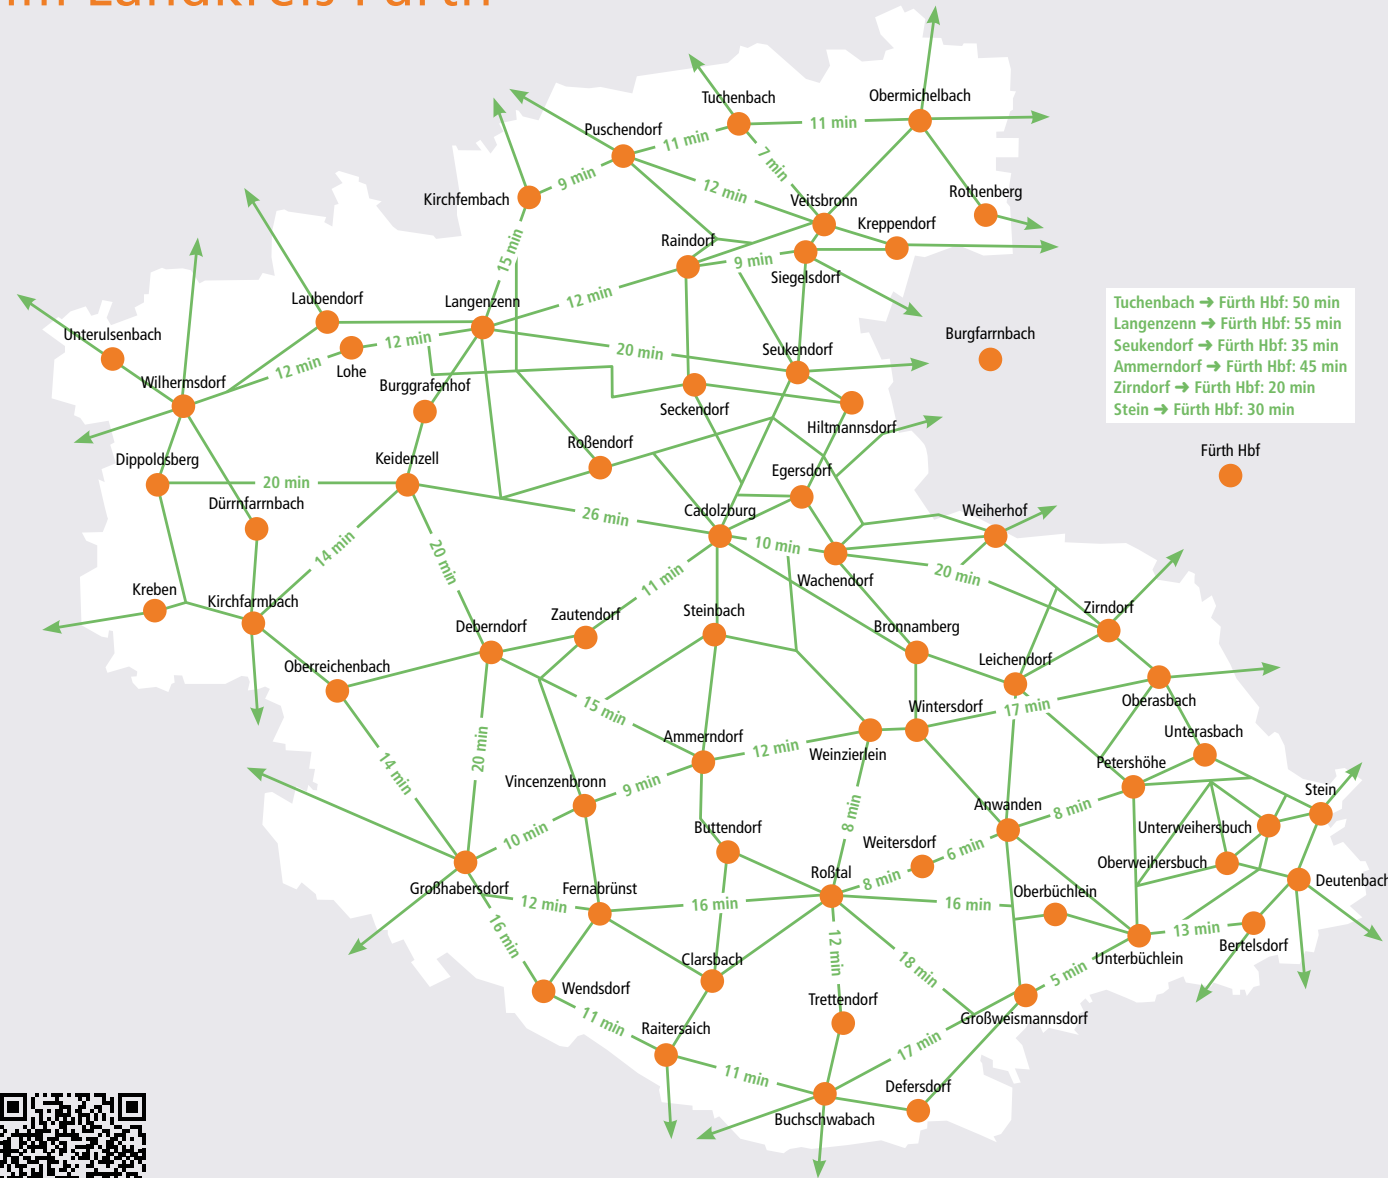 im Landkreis Fürth
Tuchenbach
Obermichelbach
11 min
Puschendorf
11 min
7 min
9 min
12 min
Kirchfembach
Veitsbronn
Rothenberg
Kreppendorf
15 min
Raindorf
9 min
Siegelsdorf
Laubendorf
Langenzenn
12 min
Tuchenbach ➜ Fürth Hbf: 50 min
Langenzenn ➜ Fürth Hbf: 55 min
Seukendorf ➜ Fürth Hbf: 35 min
Ammerndorf ➜ Fürth Hbf: 45 min
Zirndorf ➜ Fürth Hbf: 20 min
Stein ➜ Fürth Hbf: 30 min
Unterulsenbach
12 min
Burgfarrnbach
20 min
Seukendorf
12 min
Lohe
Wilhermsdorf
Burggrafenhof
Seckendorf
Hiltmannsdorf
Roßendorf
Fürth Hbf
Dippoldsberg
Keidenzell
Egersdorf
20 min
Dürrnfarrnbach
26 min
Cadolzburg
Weiherhof
10 min
14 min
20 min
20 min
11 min
Wachendorf
Kreben
Kirchfarmbach
Deberndorf
Zautendorf
Steinbach
Zirndorf
Bronnamberg
Oberreichenbach
Leichendorf
15 min
Wintersdorf
17 min
Oberasbach
20 min
Ammerndorf
12 min
Weinzierlein
Unterasbach
14 min
Vincenzenbronn
9 min
Petershöhe
Stein
10 min
Buttendorf
8 min
Anwanden
8 min
Unterweihersbuch
Weitersdorf
6 min
Oberweihersbuch
Großhabersdorf
Fernabrünst
Roßtal
8 min
Deutenbach
12 min
16 min
16 min
Oberbüchlein
16 min
12 min
13 min
Bertelsdorf
Clarsbach
18 min
Unterbüchlein
5 min
Wendsdorf
11 min
Trettendorf
Großweismannsdorf
Raitersaich
17 min
11 min
Defersdorf
Buchschwabach